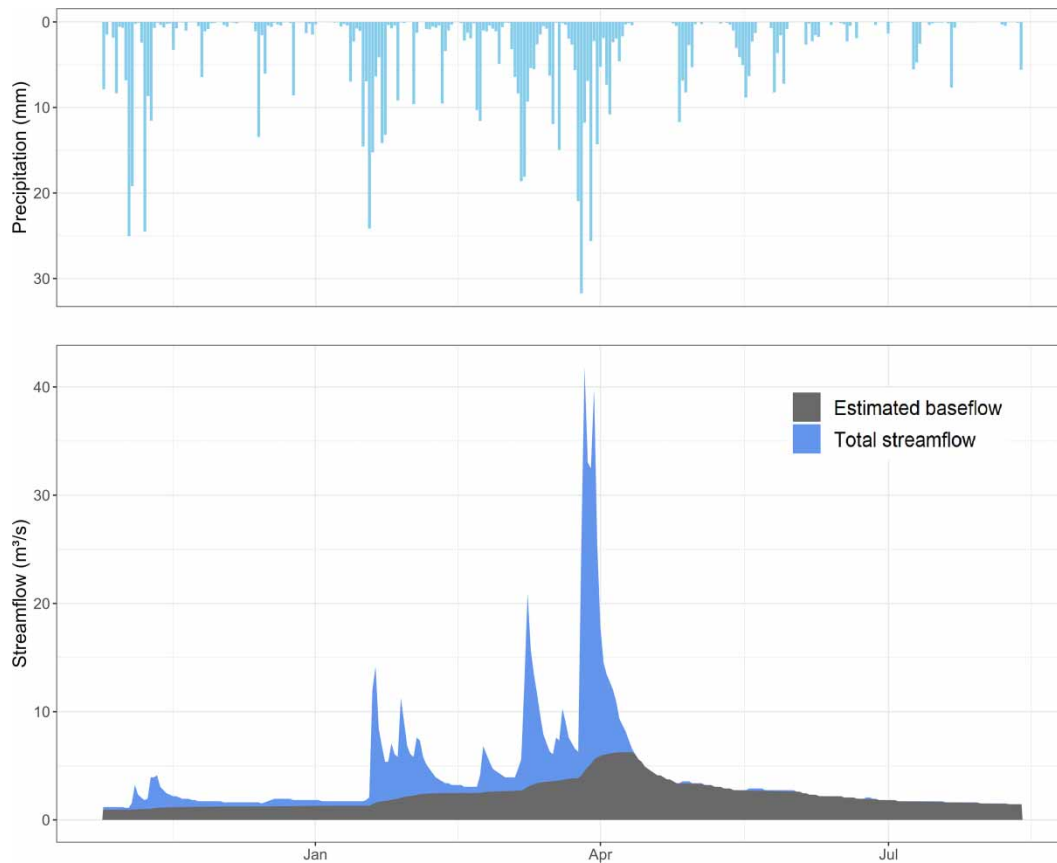 0
10
20
30
Precipitation (mm)
40
30
20
10
0
Streamflow (m³/s)
Estimated baseflow
Total streamflow
Jan
Apr
Jul